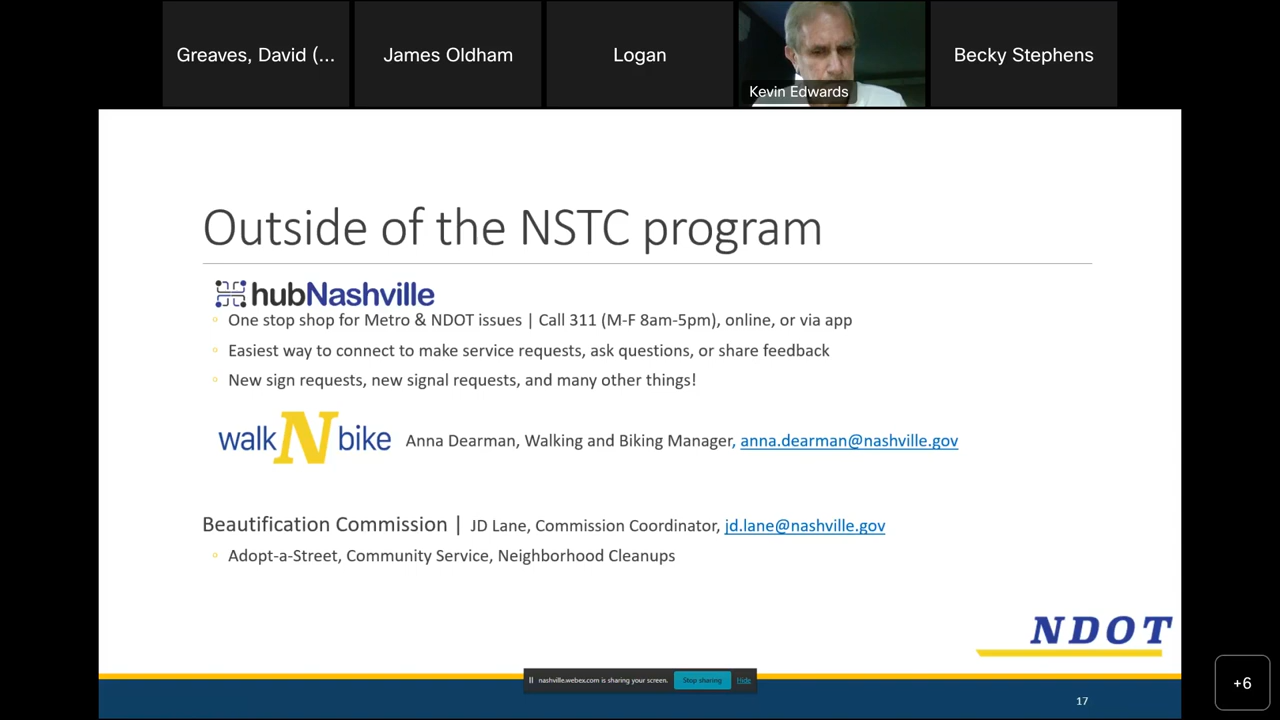 Greaves, David (...
James Oldham
Logan
Kevin Edwards
Becky Stephens
Outside of the NSTC program
hubNashville
One stop shop for Metro & NDOT issues | Call 311 (M-F 8am-5pm), online, or via app
Easiest way to connect to make service requests, ask questions, or share feedback
New sign requests, new signal requests, and many other things!
walk N bike Anna Dearman, Walking and Biking Manager, anna.dearman@nashville.gov
Beautification Commission | JD Lane, Commission Coordinator, jd.lane@nashville.gov
Adopt-a-Street, Community Service, Neighborhood Cleanups
NDOT
nashville.webex.com is sharing your screen. Stop sharing Hide
17
+6